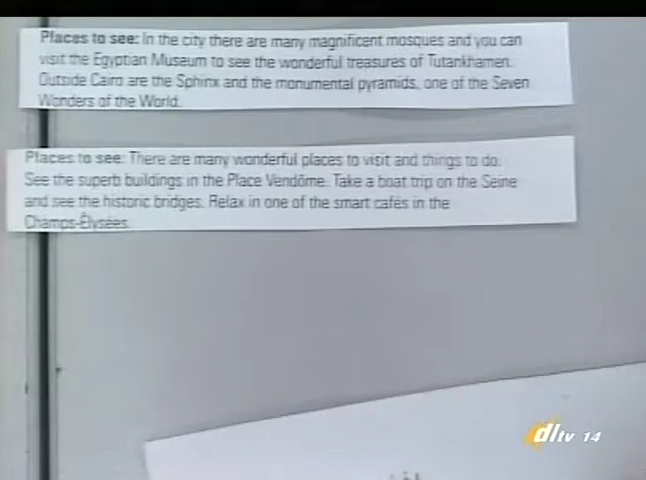 Places to see: In the city there are many magnificent mosques and you can
visit the Egyptian Museum to see the wonderful treasures of Tutankhamen.
Outside Cairo are the Sphinx and the monumental pyramids, one of the Seven
Wonders of the World.
Places to see: There are many wonderful places to visit and things to do.
See the superb buildings in the Place Vendôme. Take a boat trip on the Seine
and see the historic bridges. Relax in one of the smart cafés in the
Champs-Élysées.
dltv 14